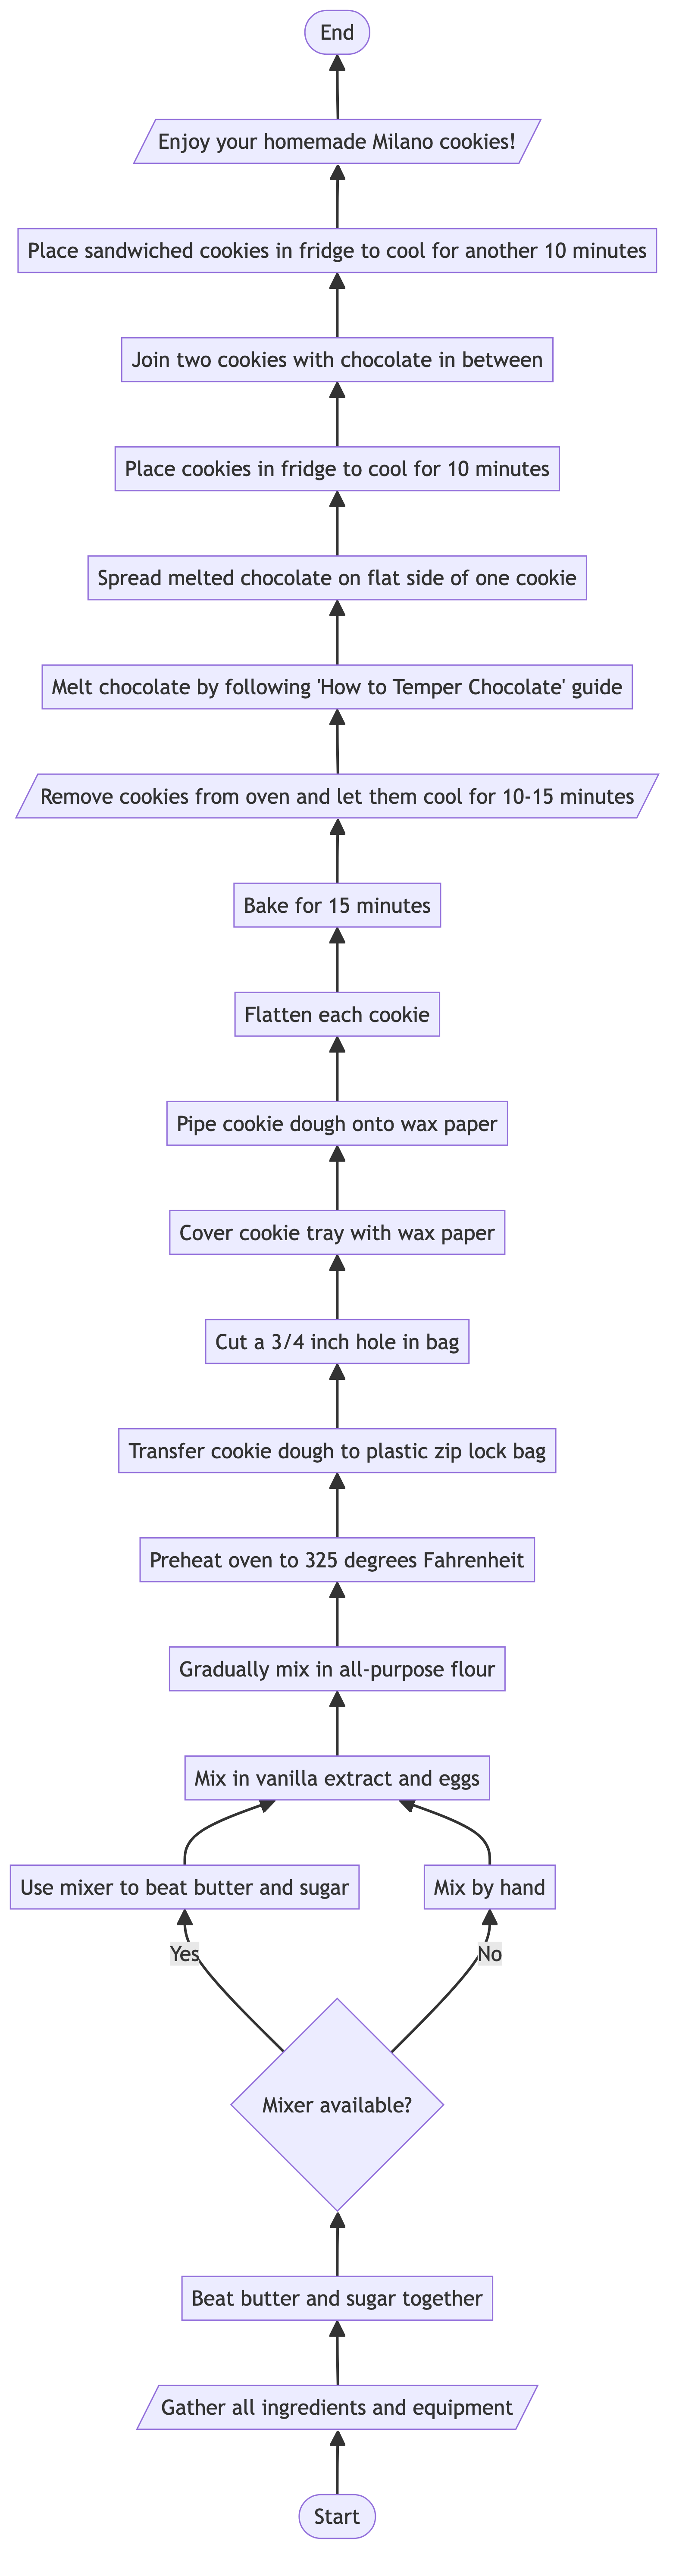 End
Enjoy your homemade Milano cookies!
Place sandwiched cookies in fridge to cool for another 10 minutes
Join two cookies with chocolate in between
Place cookies in fridge to cool for 10 minutes
Spread melted chocolate on flat side of one cookie
Melt chocolate by following 'How to Temper Chocolate' guide
Remove cookies from oven and let them cool for 10-15 minutes
Bake for 15 minutes
Flatten each cookie
Pipe cookie dough onto wax paper
Cover cookie tray with wax paper
Cut a 3/4 inch hole in bag
Transfer cookie dough to plastic zip lock bag
Preheat oven to 325 degrees Fahrenheit
Gradually mix in all-purpose flour
Mix in vanilla extract and eggs
Use mixer to beat butter and sugar
Mix by hand
Yes
No
Mixer available?
Beat butter and sugar together
Gather all ingredients and equipment
Start